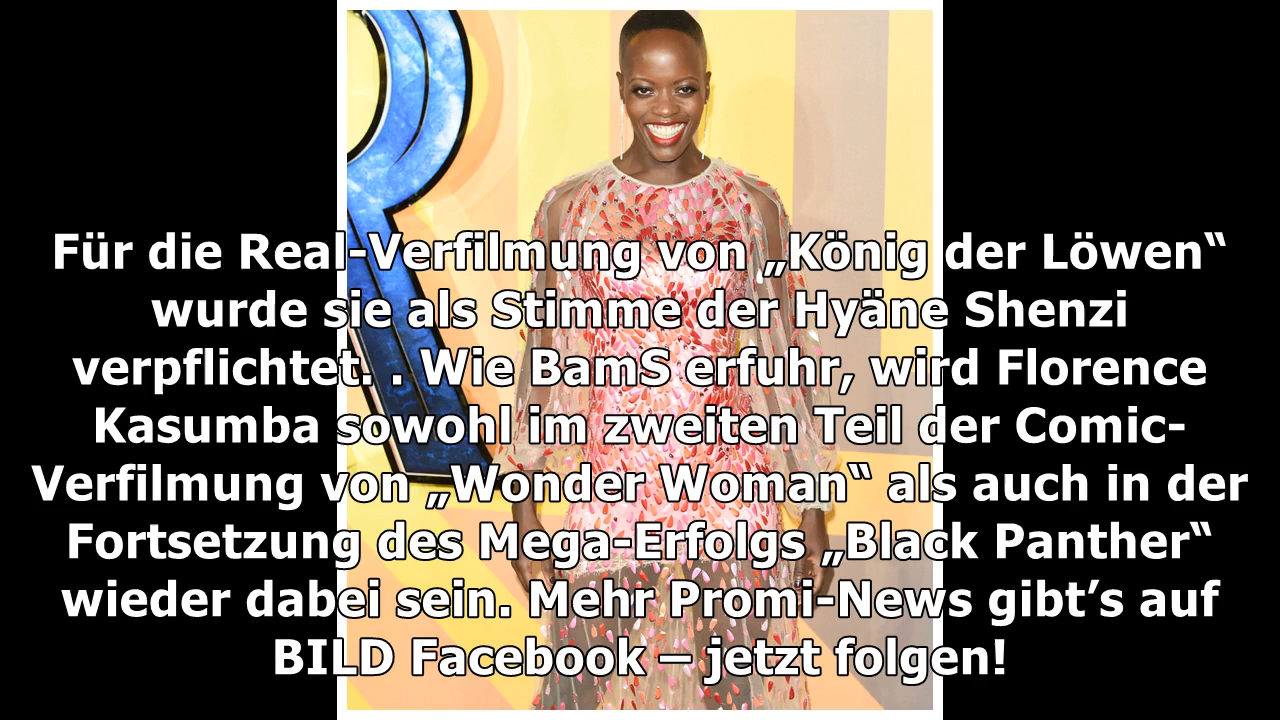 Für die Real-Verfilmung von „König der Löwen“
wurde sie als Stimme der Hyäne Shenzi
verpflichtet. . Wie BamS erfuhr, wird Florence
Kasumba sowohl im zweiten Teil der Comic-
Verfilmung von „Wonder Woman“ als auch in der
Fortsetzung des Mega-Erfolgs „Black Panther“
wieder dabei sein. Mehr Promi-News gibt’s auf
BILD Facebook – jetzt folgen!